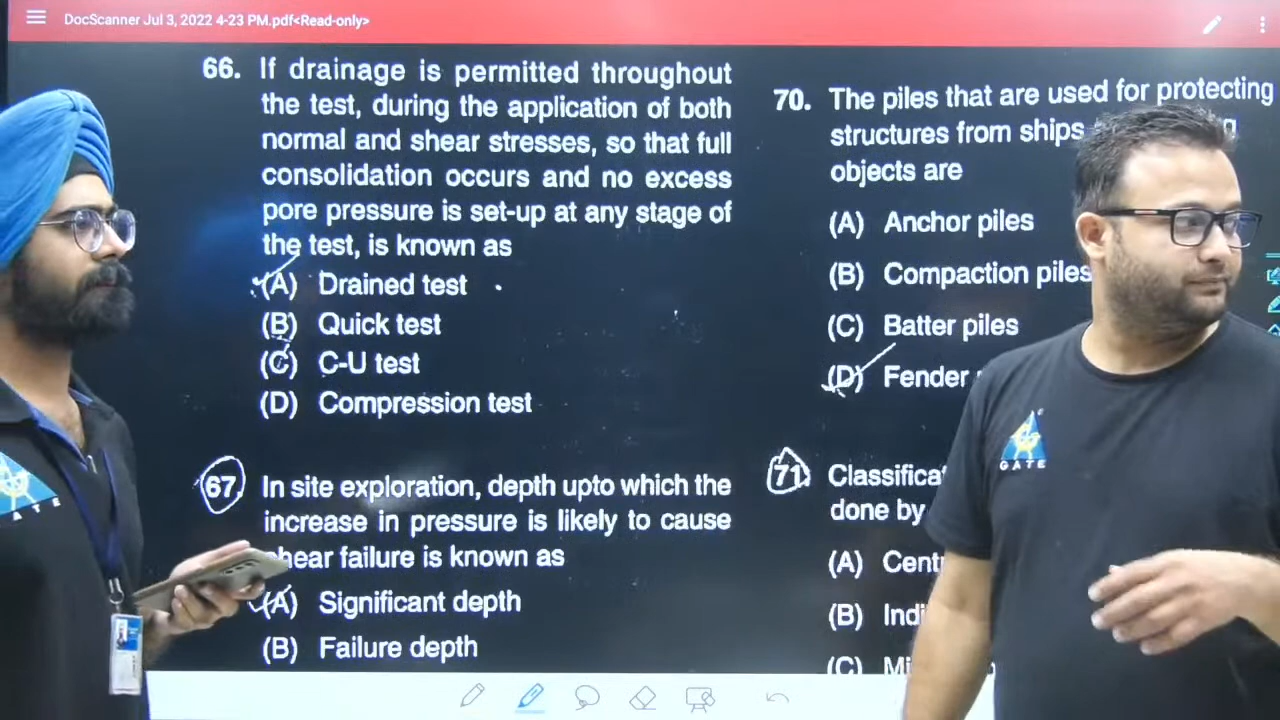 DocScanner Jul 3, 2022 4-23 PM.pdf<Read-only>
66. If drainage is permitted throughout
the test, during the application of both
normal and shear stresses, so that full
consolidation occurs and no excess
pore pressure is set-up at any stage of
the test, is known as
(A) Drained test
(B) Quick test
(C) C-U test
(D) Compression test
67. In site exploration, depth upto which the
increase in pressure is likely to cause
shear failure is known as
(A) Significant depth
(B) Failure depth
70. The piles that are used for protecting
structures from ships
objects are
(A) Anchor piles
(B) Compaction piles
(C) Batter piles
(D) Fender
71
done by
(A)
(B)
(C)
GATE